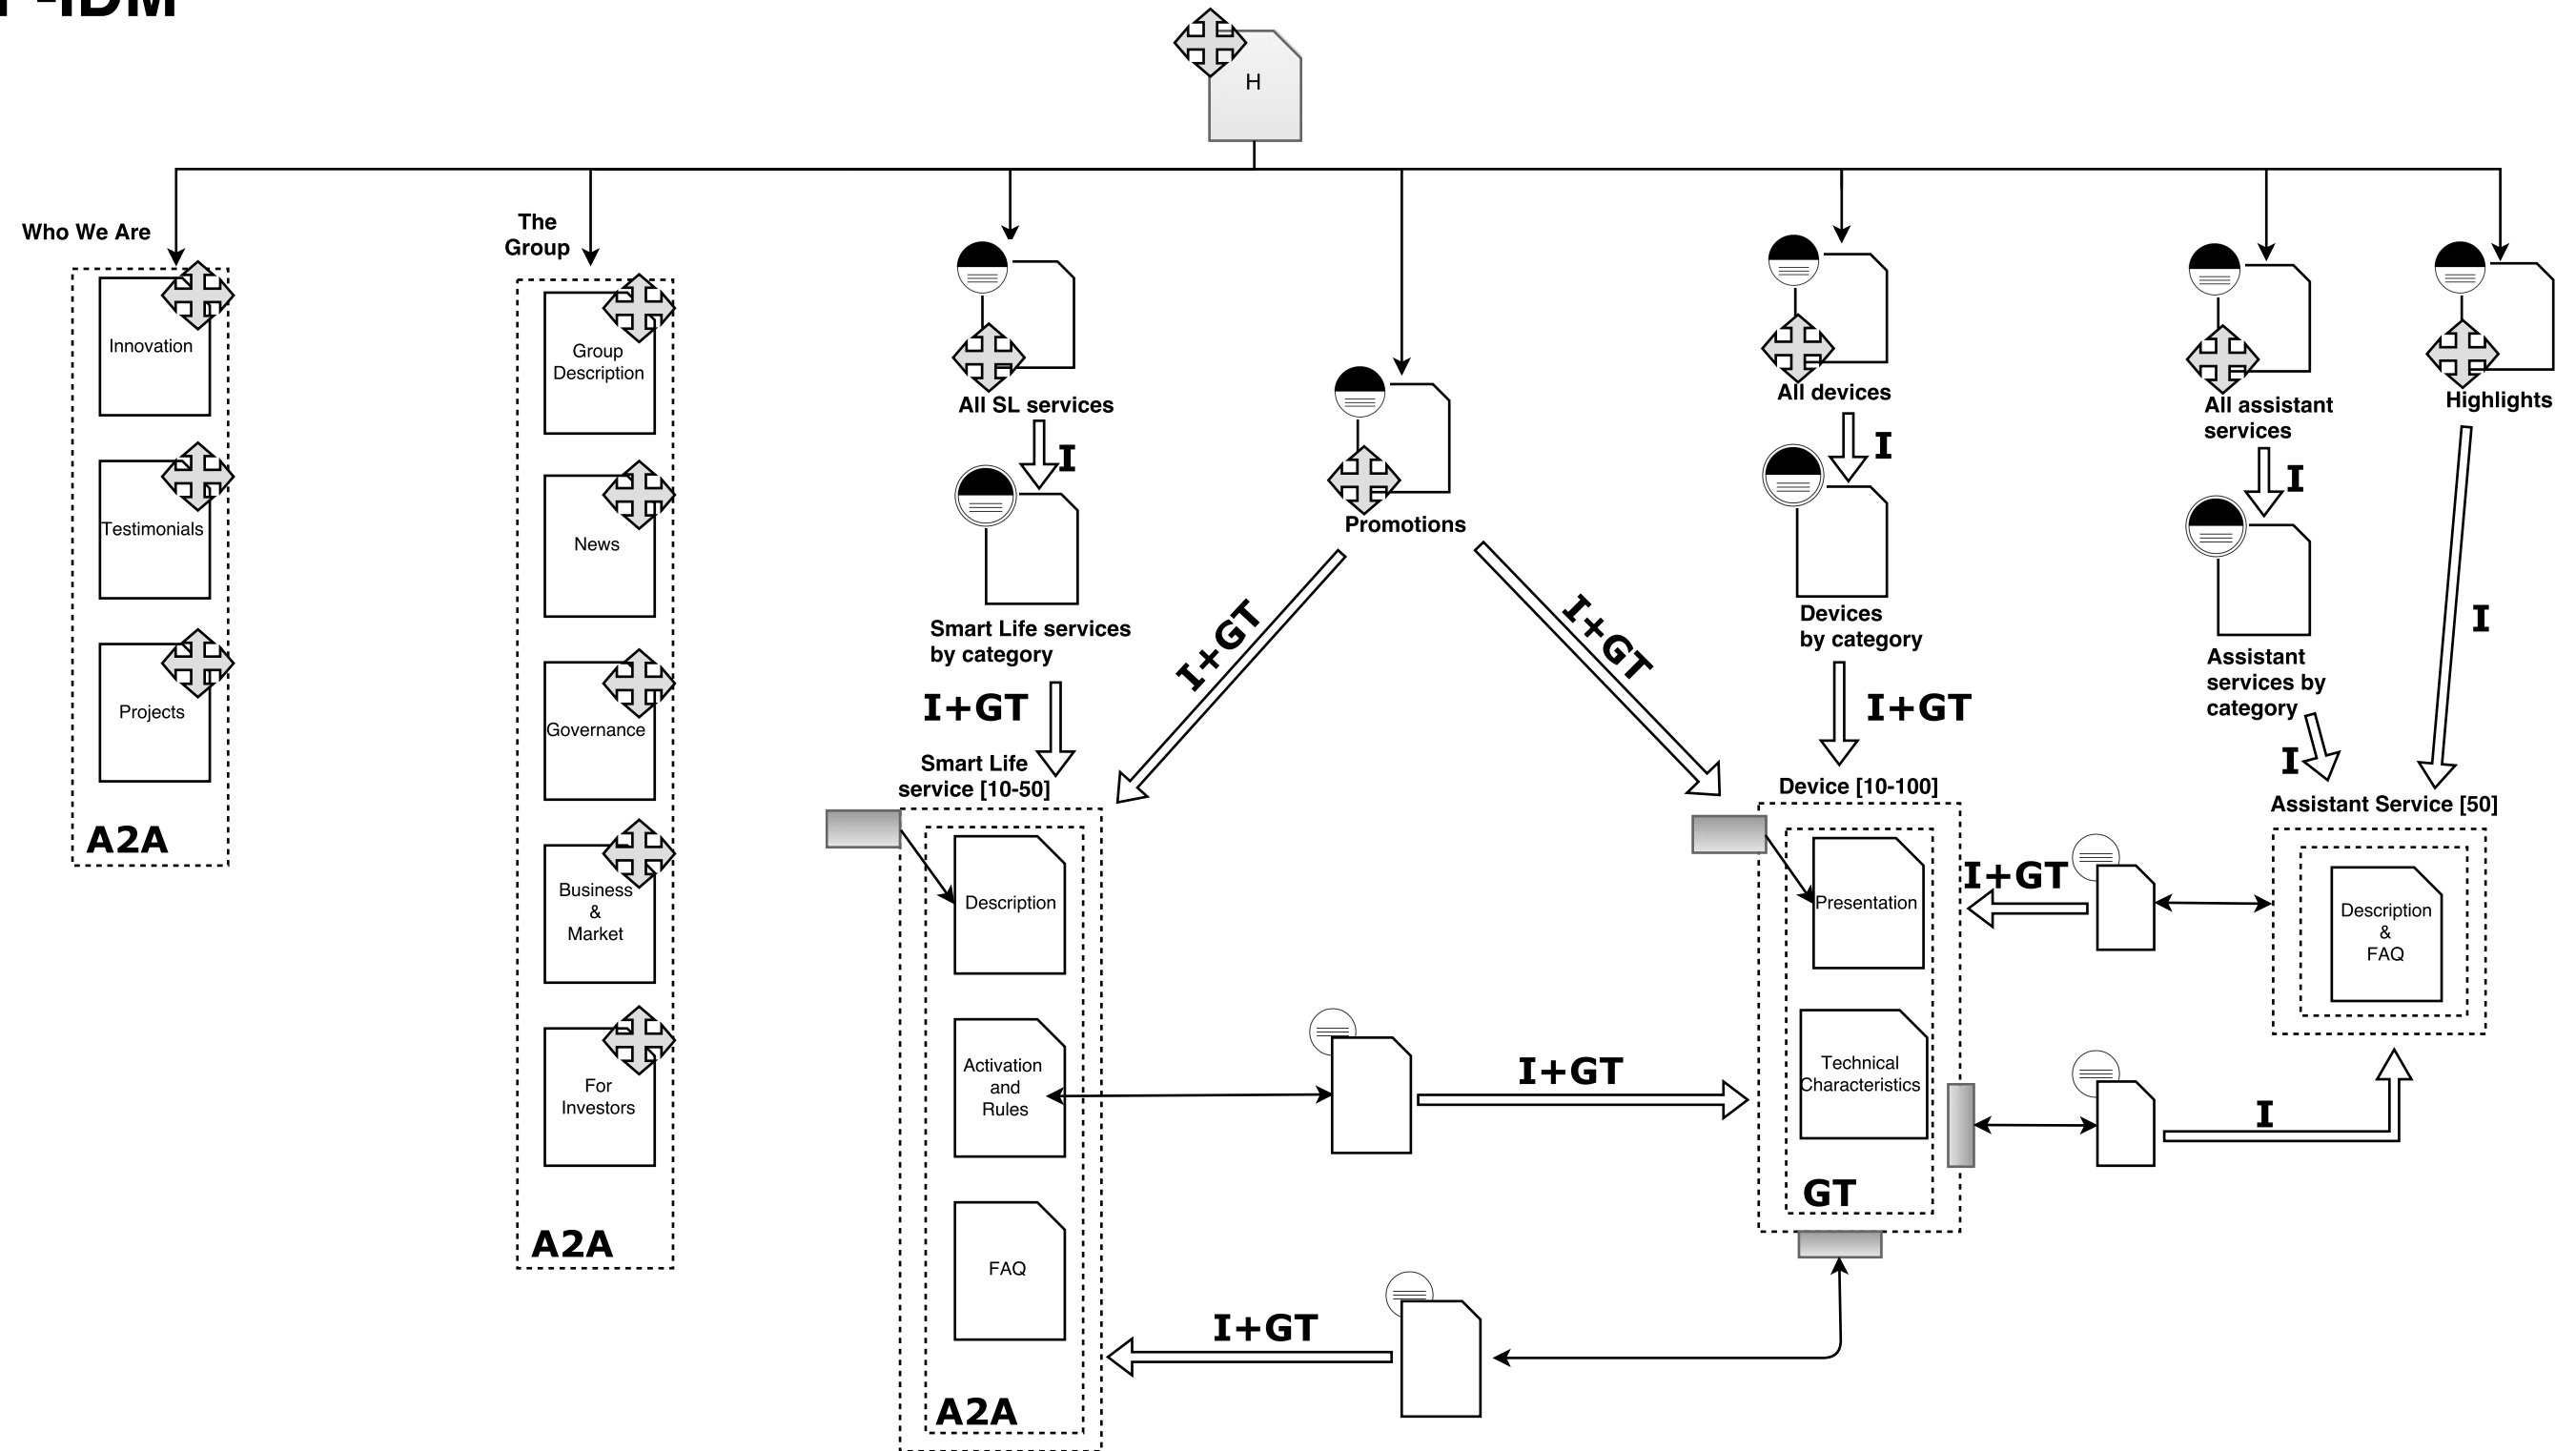 -IDM
H
Who We Are
Innovation
Testimonials
Projects
A2A
The
Group
Group
Description
News
Governance
Business
&
Market
For
Investors
A2A
All SL services
I
Smart Life services
by category
I+GT
Smart Life
service [10-50]
Description
Activation
and
Rules
FAQ
A2A
Promotions
I+GT
I+GT
I+GT
I+GT
All devices
I
Devices
by category
I+GT
Device [10-100]
Presentation
Technical
Characteristics
GT
I+GT
I
All assistant
services
I
Assistant
services by
category
I
Highlights
I
Assistant Service [50]
Description
&
FAQ